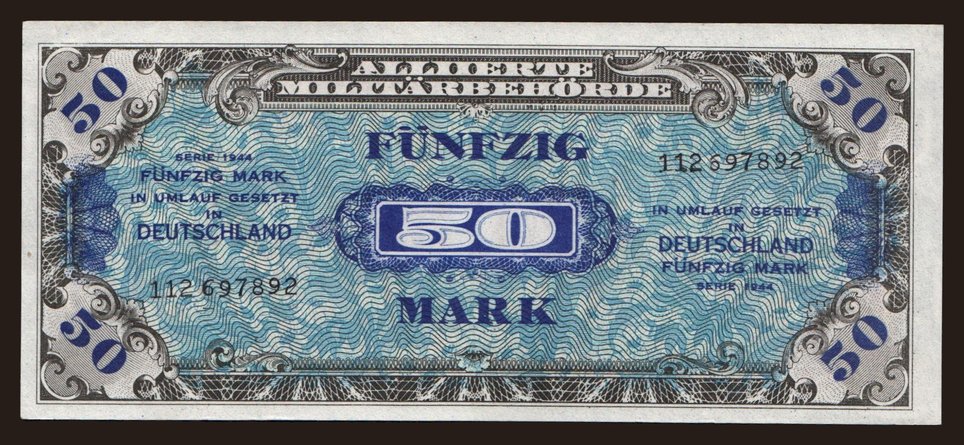 ALLIIERTE
MILITÄRBEHÖRDE
50
50
FÜNFZIG
SERIE 1944
FÜNFZIG MARK
IN UMLAUF GESETZT
IN
DEUTSCHLAND
112697892
50
112697892
IN UMLAUF GESETZT
IN
DEUTSCHLAND
FÜNFZIG MARK
SERIE 1944
MARK
50
50